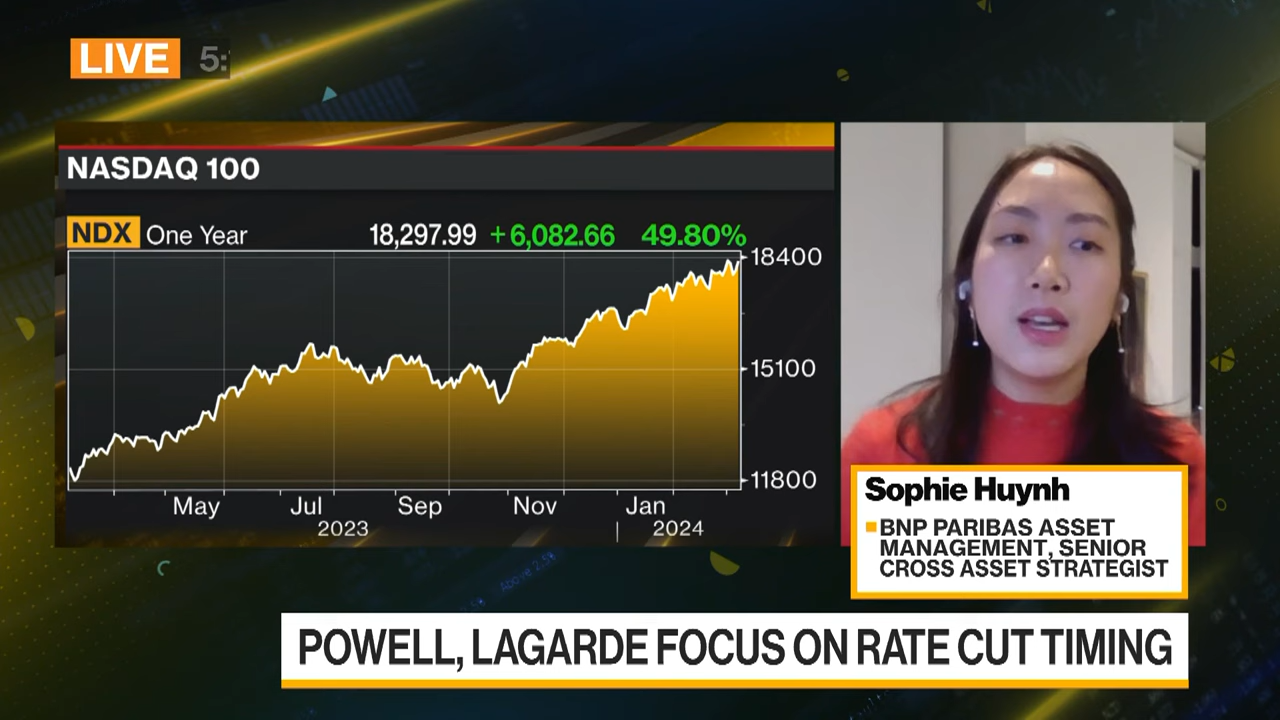 LIVE 5:
NASDAQ 100
NDX One Year 18,297.99 +6,082.66 49.80%
18400
15100
11800
May Jul Sep Nov Jan
2023 2024
Sophie Huynh
BNP PARIBAS ASSET
MANAGEMENT, SENIOR
CROSS ASSET STRATEGIST
POWELL, LAGARDE FOCUS ON RATE CUT TIMING